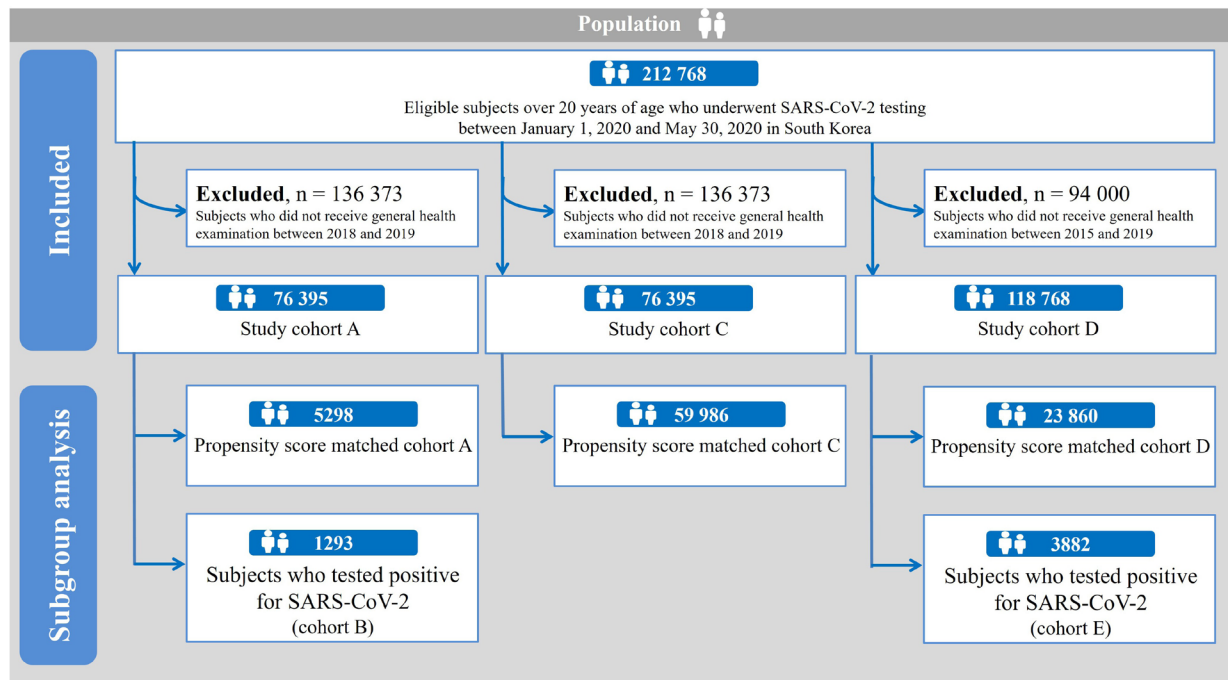 Population
Included
212 768
Eligible subjects over 20 years of age who underwent SARS-CoV-2 testing
between January 1, 2020 and May 30, 2020 in South Korea
Excluded, n = 136 373
Subjects who did not receive general health
examination between 2018 and 2019
Excluded, n = 136 373
Subjects who did not receive general health
examination between 2018 and 2019
Excluded, n = 94 000
Subjects who did not receive general health
examination between 2015 and 2019
76 395
Study cohort A
76 395
Study cohort C
118 768
Study cohort D
Subgroup analysis
5298
Propensity score matched cohort A
59 986
Propensity score matched cohort C
23 860
Propensity score matched cohort D
1293
Subjects who tested positive
for SARS-CoV-2
(cohort B)
3882
Subjects who tested positive
for SARS-CoV-2
(cohort E)